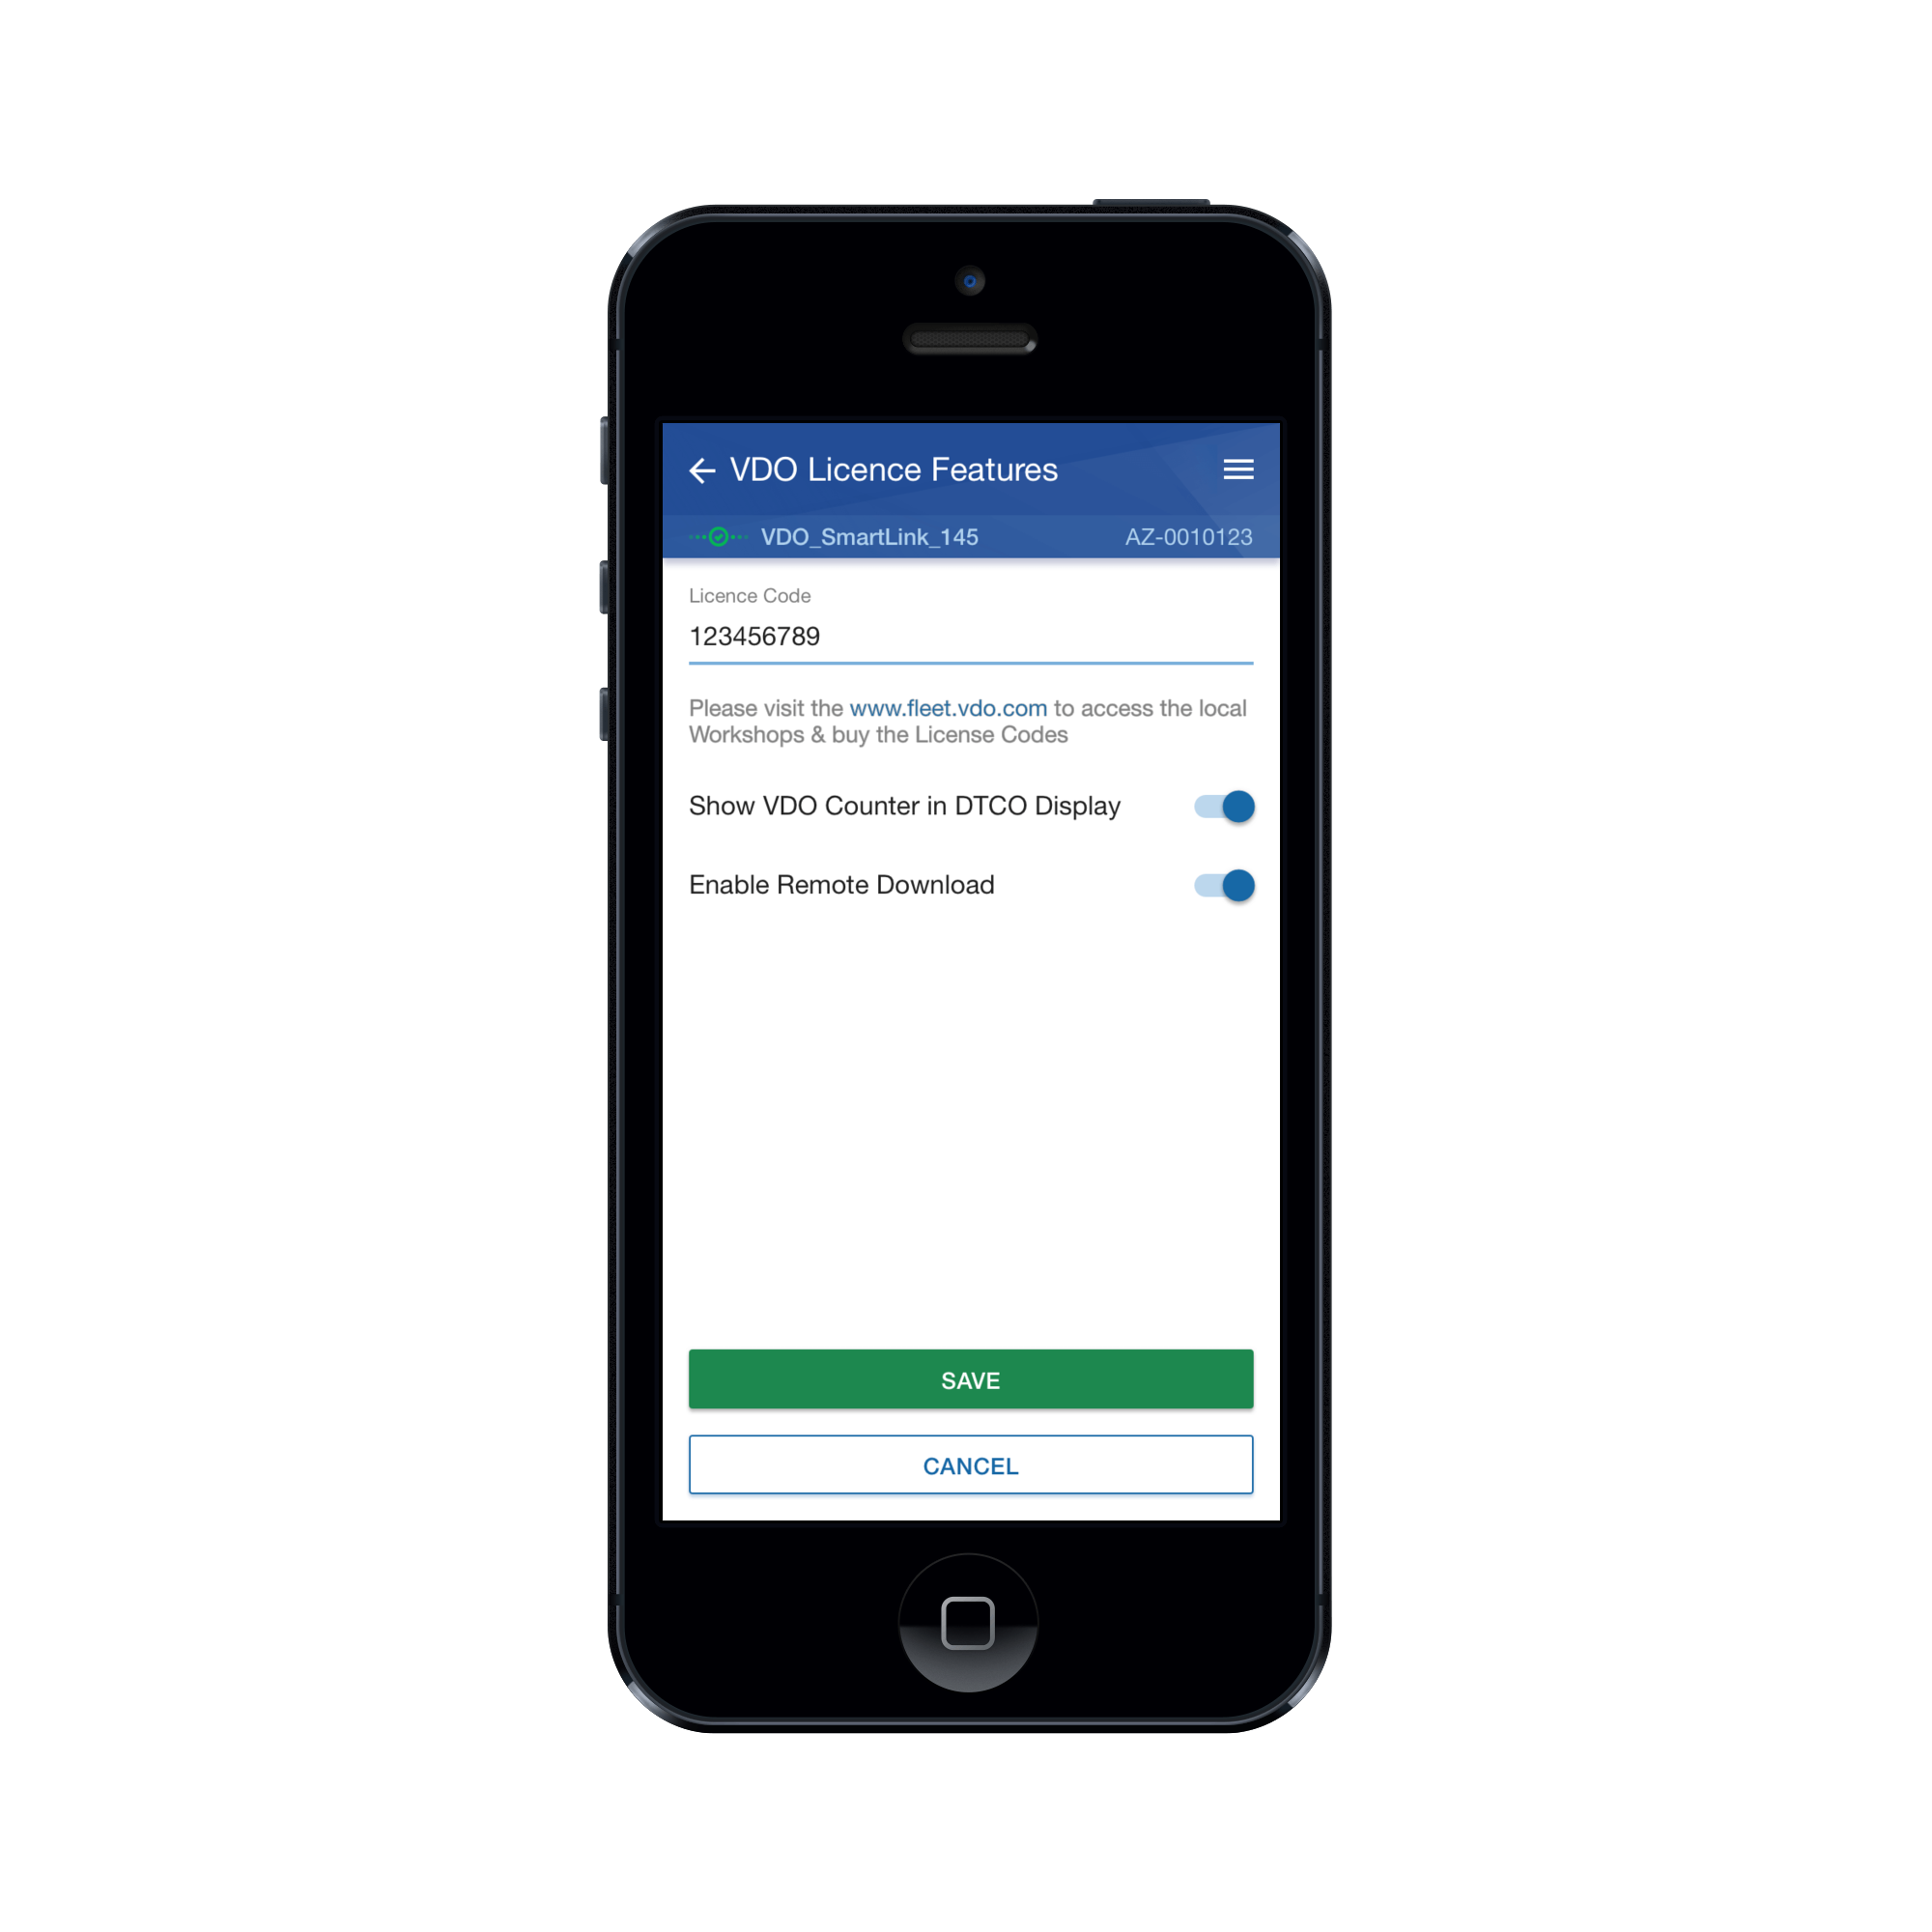 VDO Licence Features
VDO_SmartLink_145 AZ-0010123
Licence Code
123456789
Please visit the www.fleet.vdo.com to access the local
Workshops & buy the License Codes
Show VDO Counter in DTCO Display
Enable Remote Download
SAVE
CANCEL